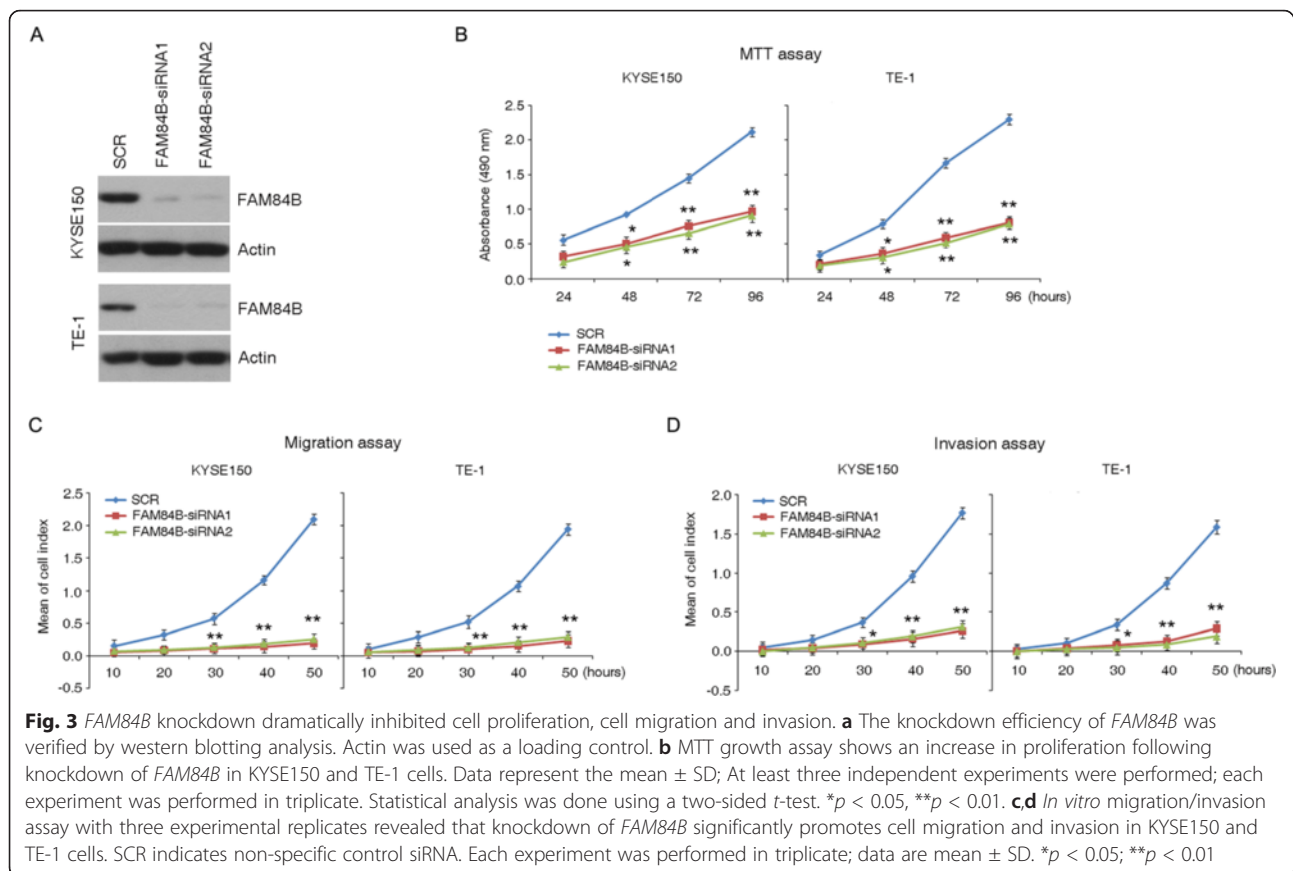 A
SCR
FAM84B-siRNA1
FAM84B-siRNA2
KYSE150
FAM84B
Actin
TE-1
FAM84B
Actin
B
MTT assay
KYSE150
TE-1
Absorbance (490 nm)
2.5
2.0
1.5
1.0
0.5
0.0
* ** **
* ** **
* ** **
* ** **
24 48 72 96
24 48 72 96 (hours)
SCR
FAM84B-siRNA1
FAM84B-siRNA2
C
Migration assay
KYSE150
TE-1
SCR
FAM84B-siRNA1
FAM84B-siRNA2
Mean of cell index
2.5
2.0
1.5
1.0
0.5
0.0
-0.5
** ** **
** ** **
10 20 30 40 50
10 20 30 40 50 (hours)
D
Invasion assay
KYSE150
TE-1
SCR
FAM84B-siRNA1
FAM84B-siRNA2
Mean of cell index
2.0
1.5
1.0
0.5
0.0
-0.5
* ** **
* ** **
10 20 30 40 50
10 20 30 40 50 (hours)
Fig. 3 FAM84B knockdown dramatically inhibited cell proliferation, cell migration and invasion. a The knockdown efficiency of FAM84B was
verified by western blotting analysis. Actin was used as a loading control. b MTT growth assay shows an increase in proliferation following
knockdown of FAM84B in KYSE150 and TE-1 cells. Data represent the mean ± SD; At least three independent experiments were performed; each
experiment was performed in triplicate. Statistical analysis was done using a two-sided t-test. *p < 0.05, **p < 0.01. c,d In vitro migration/invasion
assay with three experimental replicates revealed that knockdown of FAM84B significantly promotes cell migration and invasion in KYSE150 and
TE-1 cells. SCR indicates non-specific control siRNA. Each experiment was performed in triplicate; data are mean ± SD. *p < 0.05; **p < 0.01